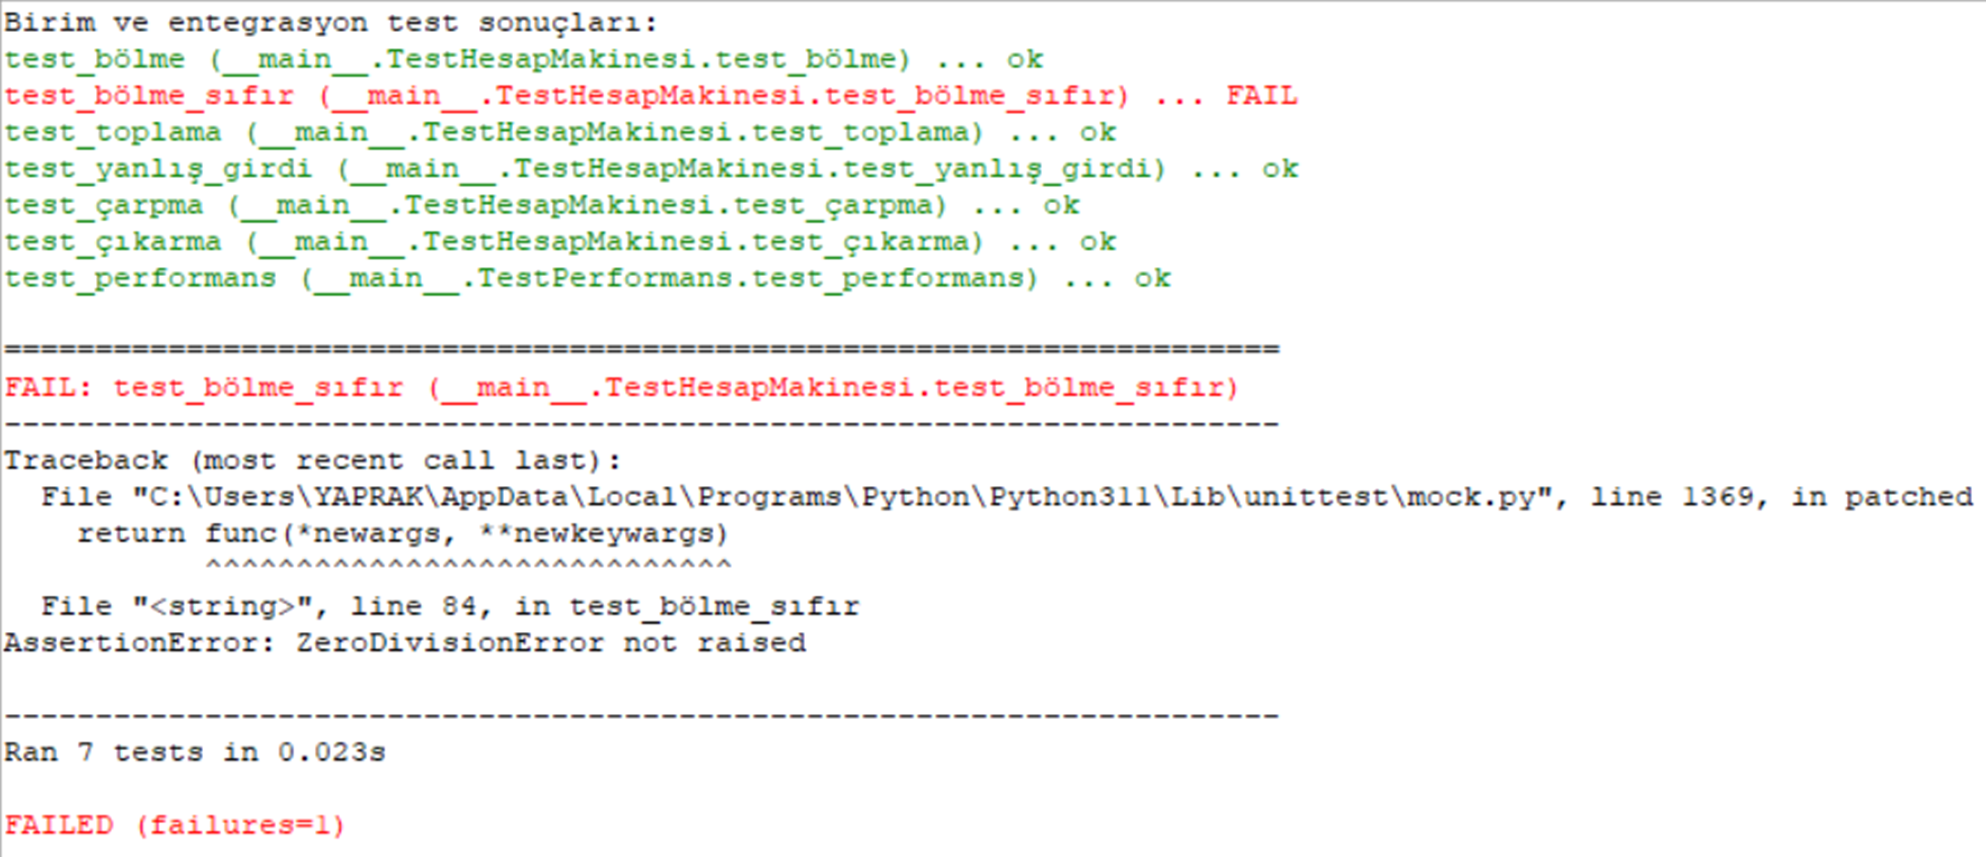 Birim ve entegrasyon test sonuçları:
test_bölme (__main__.TestHesapMakinesi.test_bölme) ... ok
test_bölme_sıfır (__main__.TestHesapMakinesi.test_bölme_sıfır) ... FAIL
test_toplama (__main__.TestHesapMakinesi.test_toplama) ... ok
test_yanlış_girdi (__main__.TestHesapMakinesi.test_yanlış_girdi) ... ok
test_çarpma (__main__.TestHesapMakinesi.test_çarpma) ... ok
test_çıkarma (__main__.TestHesapMakinesi.test_çıkarma) ... ok
test_performans (__main__.TestPerformans.test_performans) ... ok
======================================================================
FAIL: test_bölme_sıfır (__main__.TestHesapMakinesi.test_bölme_sıfır)
----------------------------------------------------------------------
Traceback (most recent call last):
  File "C:\Users\YAPRAK\AppData\Local\Programs\Python\Python311\Lib\unittest\mock.py", line 1369, in patched
    return func(*newargs, **newkeywargs)
           ^^^^^^^^^^^^^^^^^^^^^^^^^^^^^
  File "<string>", line 84, in test_bölme_sıfır
AssertionError: ZeroDivisionError not raised
----------------------------------------------------------------------
Ran 7 tests in 0.023s
FAILED (failures=1)